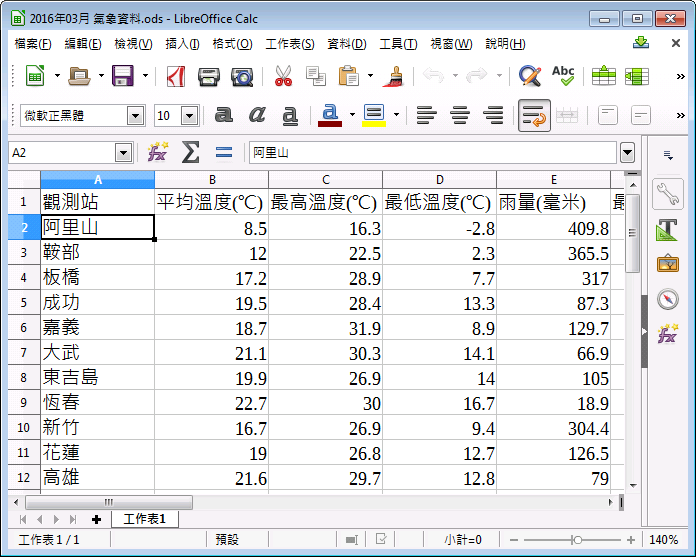 2016年03月 氣象資料.ods - LibreOffice Calc
檔案(F) 編輯(E) 檢視(V) 插入(I) 格式(O) 工作表(S) 資料(D) 工具(T) 視窗(W) 說明(H)
Abc
微軟正黑體 10 a a a a
A2 fx Σ = 阿里山
A B C D E
1 觀測站 平均溫度(℃) 最高溫度(℃) 最低溫度(℃) 雨量(毫米)
2 阿里山 8.5 16.3 -2.8 409.8
3 鞍部 12 22.5 2.3 365.5
4 板橋 17.2 28.9 7.7 317
5 成功 19.5 28.4 13.3 87.3
6 嘉義 18.7 31.9 8.9 129.7
7 大武 21.1 30.3 14.1 66.9
8 東吉島 19.9 26.9 14 105
9 恆春 22.7 30 16.7 18.9
10 新竹 16.7 26.9 9.4 304.4
11 花蓮 19 26.8 12.7 126.5
12 高雄 21.6 29.7 12.8 79
工作表1
工作表 1 / 1 預設 小計=0 140%